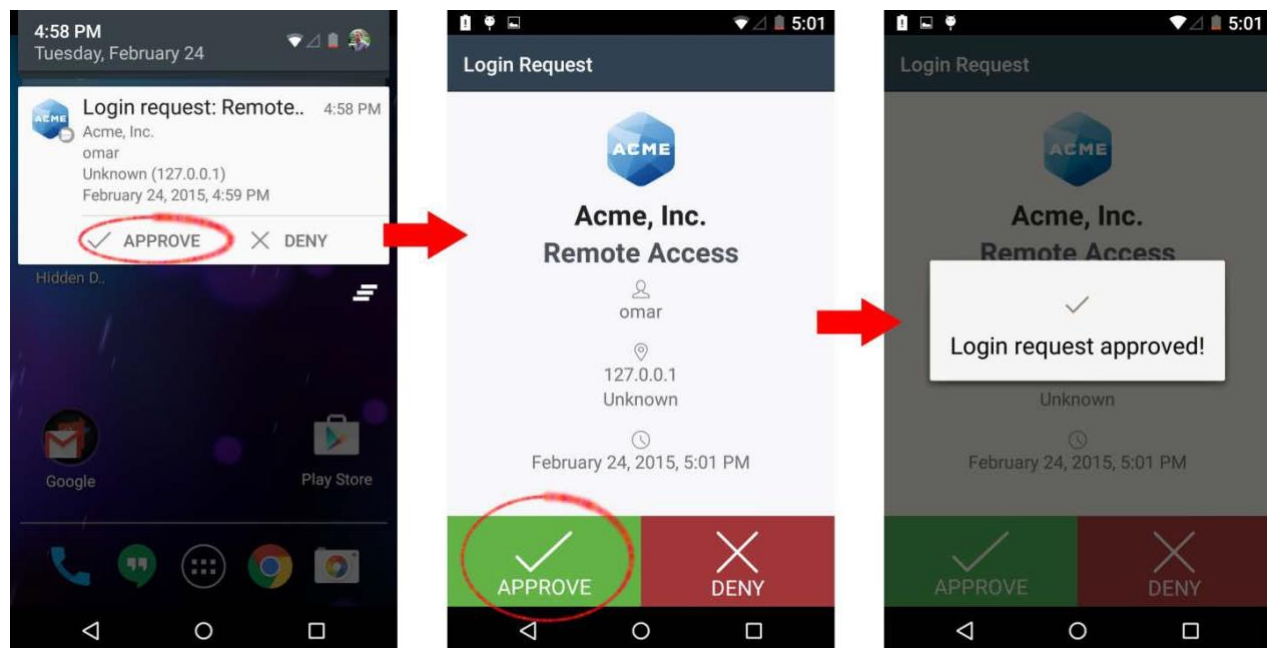 4:58 PM
Tuesday, February 24
ACME
Login request: Remote.. 4:58 PM
Acme, Inc.
omar
Unknown (127.0.0.1)
February 24, 2015, 4:59 PM
APPROVE DENY
Hidden D..
Google Play Store
5:01
Login Request
ACME
Acme, Inc.
Remote Access
omar
127.0.0.1
Unknown
February 24, 2015, 5:01 PM
APPROVE DENY
5:01
Login Request
ACME
Acme, Inc.
Remote Access
Login request approved!
Unknown
February 24, 2015, 5:01 PM
APPROVE DENY